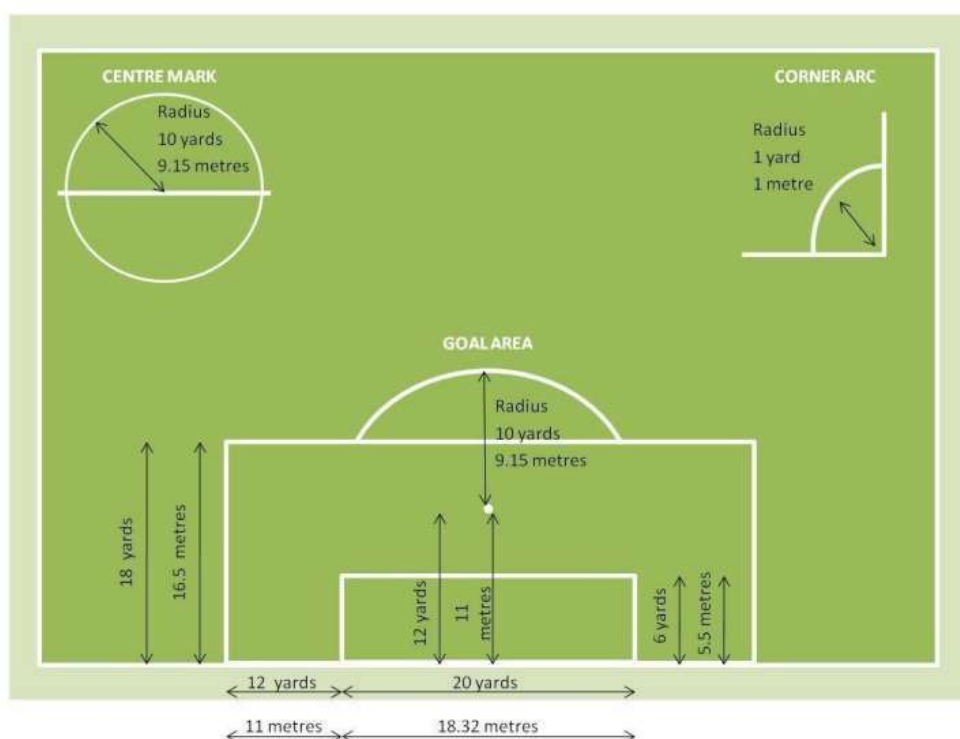 CENTRE MARK
Radius
10 yards
9.15 metres
CORNER ARC
Radius
1 yard
1 metre
GOAL AREA
Radius
10 yards
9.15 metres
18 yards
16.5 metres
12 yards
11
metres
6 yards
5.5 metres
12 yards
20 yards
11 metres
18.32 metres